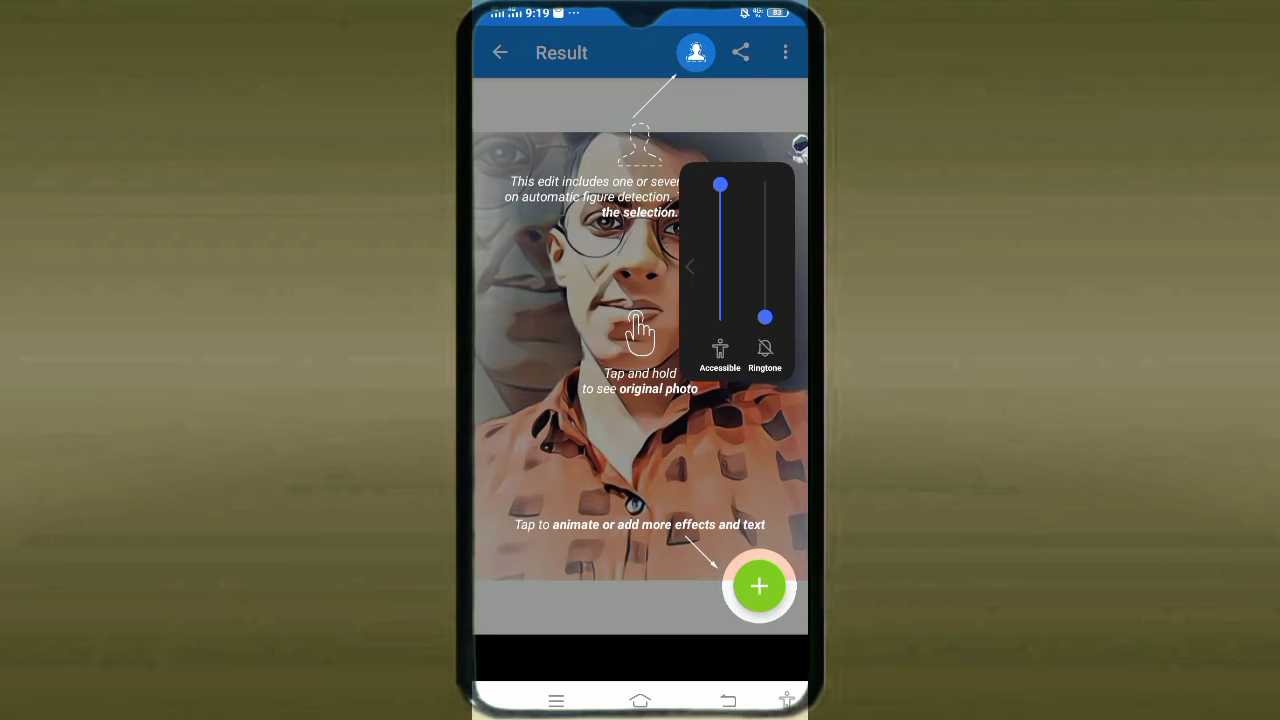 9:19
83
Result
This edit includes one or sever
on automatic figure detection.
the selection.
Accessible Ringtone
Tap and hold
to see original photo
Tap to animate or add more effects and text